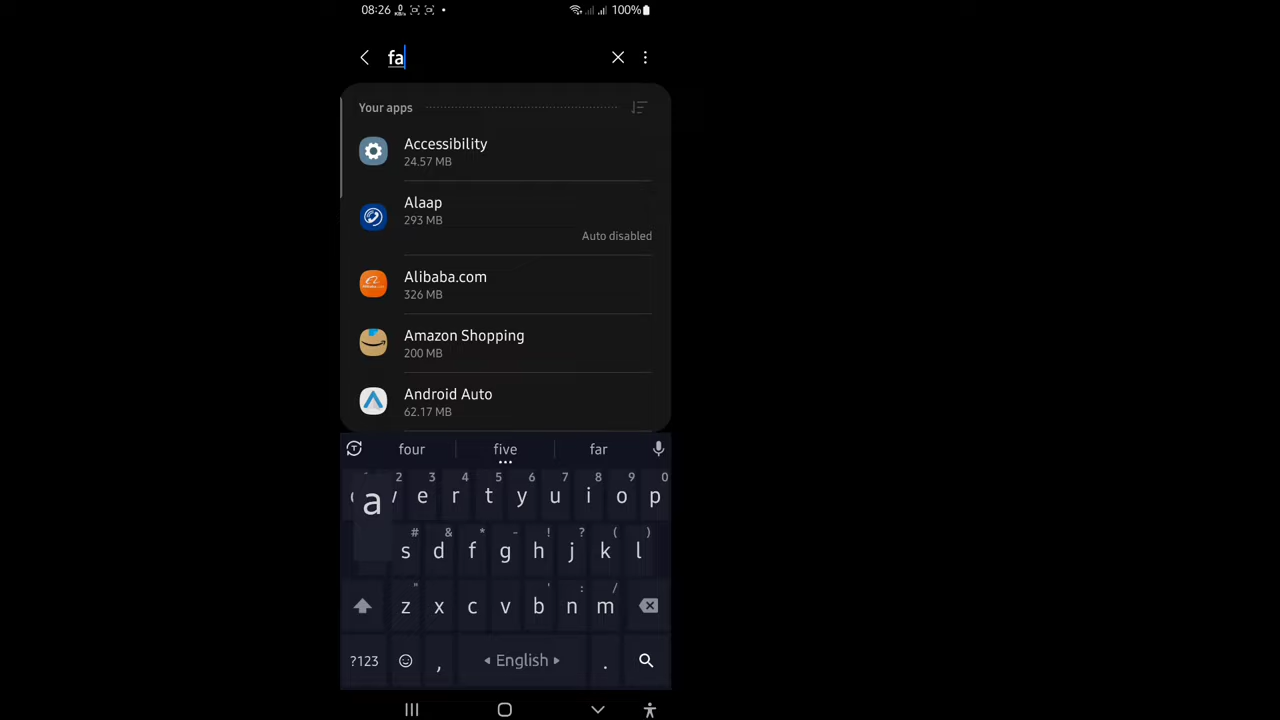 08:26 KB/s 100%
fa
Your apps
Accessibility
24.57 MB
Alaap
293 MB
Auto disabled
Alibaba.com
326 MB
Amazon Shopping
200 MB
Android Auto
62.17 MB
four five far
2 3 4 5 6 7 8 9 0
a e r t y u i o p
# & * - ! ? ( )
s d f g h j k l
" ' : /
z x c v b n m
?123 , English .